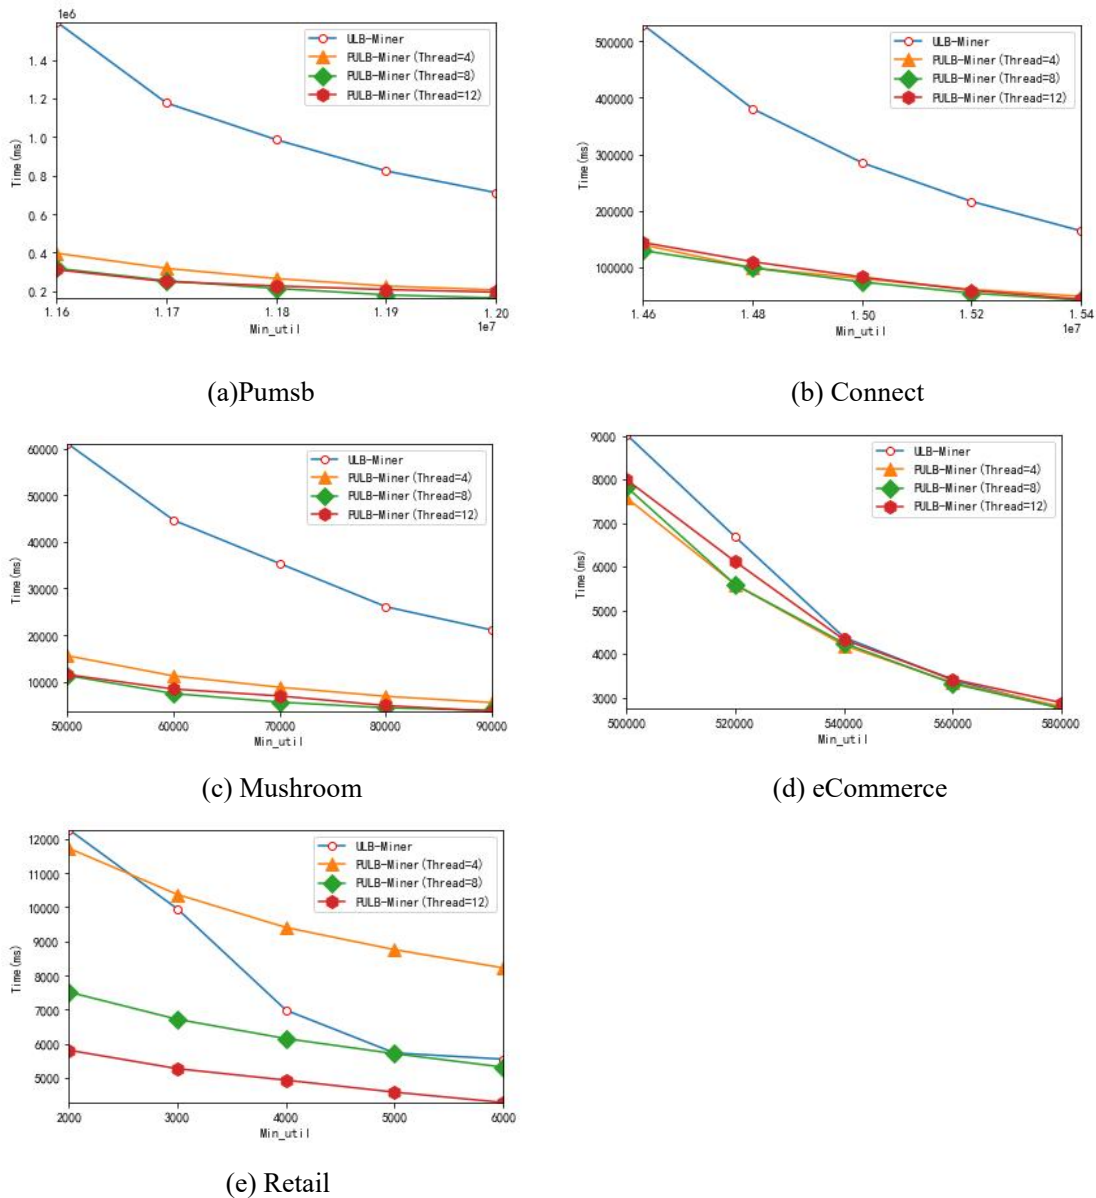 1e6
ULB-Miner
PULB-Miner(Thread=4)
PULB-Miner(Thread=8)
PULB-Miner(Thread=12)
1.4
1.2
1.0
0.8
0.6
0.4
0.2
Time(ms)
1.16 1.17 1.18 1.19 1.20
1e7
Min_util
(a)Pumsb
ULB-Miner
PULB-Miner(Thread=4)
PULB-Miner(Thread=8)
PULB-Miner(Thread=12)
500000
400000
300000
200000
100000
Time(ms)
1.46 1.48 1.50 1.52 1.54
1e7
Min_util
(b) Connect
ULB-Miner
PULB-Miner(Thread=4)
PULB-Miner(Thread=8)
PULB-Miner(Thread=12)
60000
50000
40000
30000
20000
10000
Time(ms)
50000 60000 70000 80000 90000
Min_util
(c) Mushroom
ULB-Miner
PULB-Miner(Thread=4)
PULB-Miner(Thread=8)
PULB-Miner(Thread=12)
9000
8000
7000
6000
5000
4000
3000
Time(ms)
500000 520000 540000 560000 580000
Min_util
(d) eCommerce
ULB-Miner
PULB-Miner(Thread=4)
PULB-Miner(Thread=8)
PULB-Miner(Thread=12)
12000
11000
10000
9000
8000
7000
6000
5000
Time(ms)
2000 3000 4000 5000 6000
Min_util
(e) Retail